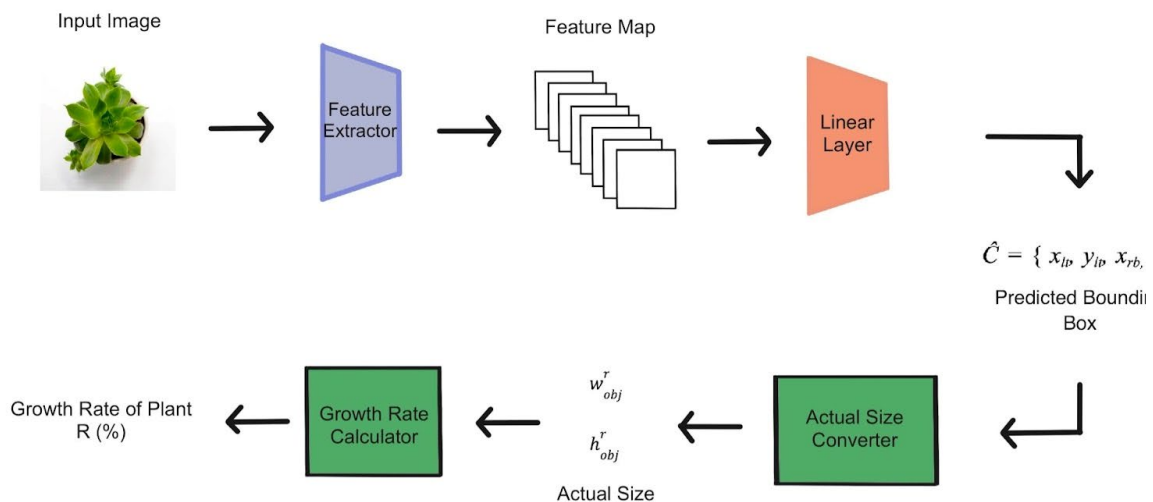 Input Image
Feature
Extractor
Feature Map
Linear
Layer
Ĉ = { x_lt, y_lt, x_rb,
Predicted
Box
Actual Size
Converter
w^r_obj
h^r_obj
Actual Size
Growth Rate
Calculator
Growth Rate of Plant
R (%)